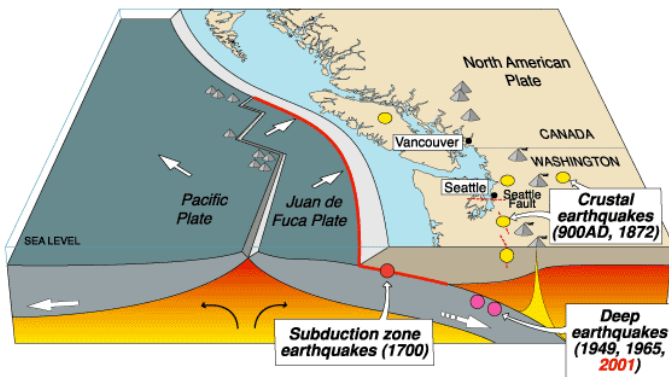 North American
Plate
Vancouver
CANADA
WASHINGTON
Seattle
Seattle
Fault
Pacific
Plate
Juan de
Fuca Plate
Crustal
earthquakes
(900AD, 1872)
SEA LEVEL
Subduction zone
earthquakes (1700)
Deep
earthquakes
(1949, 1965,
2001)